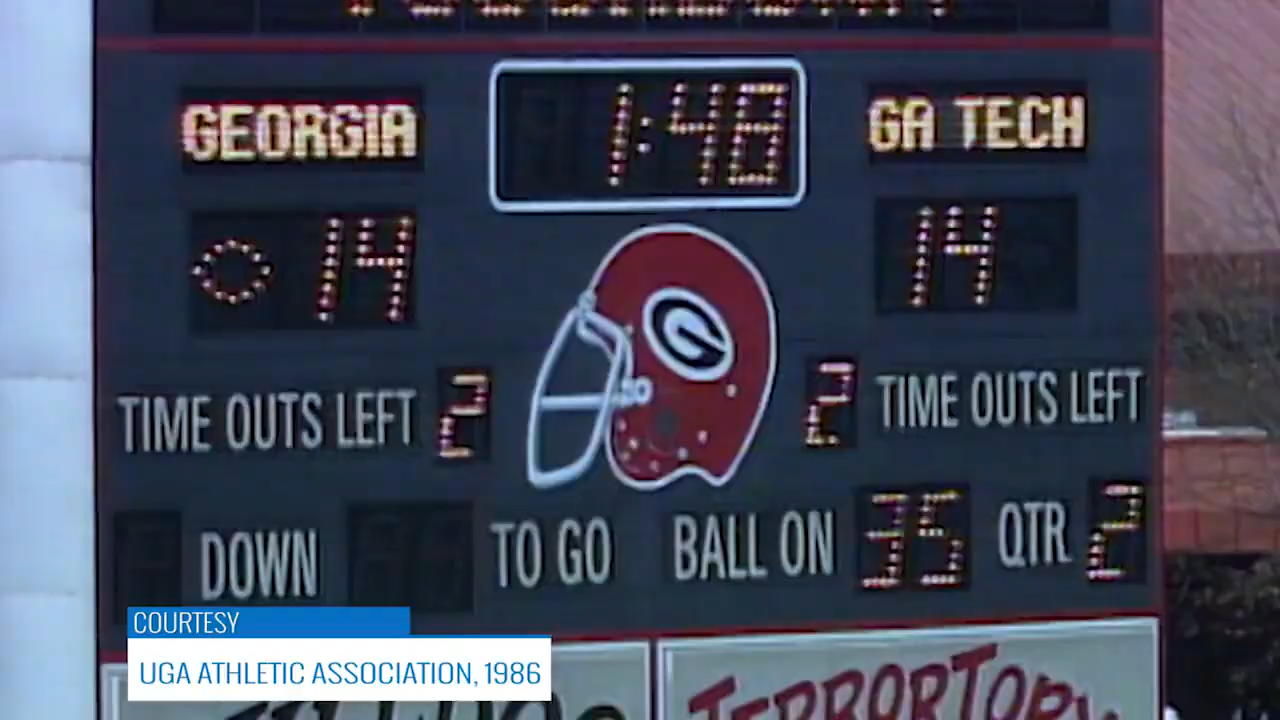 GEORGIA 1:48 GA TECH
14 14
TIME OUTS LEFT 2 2 TIME OUTS LEFT
DOWN TO GO BALL ON 35 QTR 2
COURTESY
UGA ATHLETIC ASSOCIATION, 1986
TERRORTORY